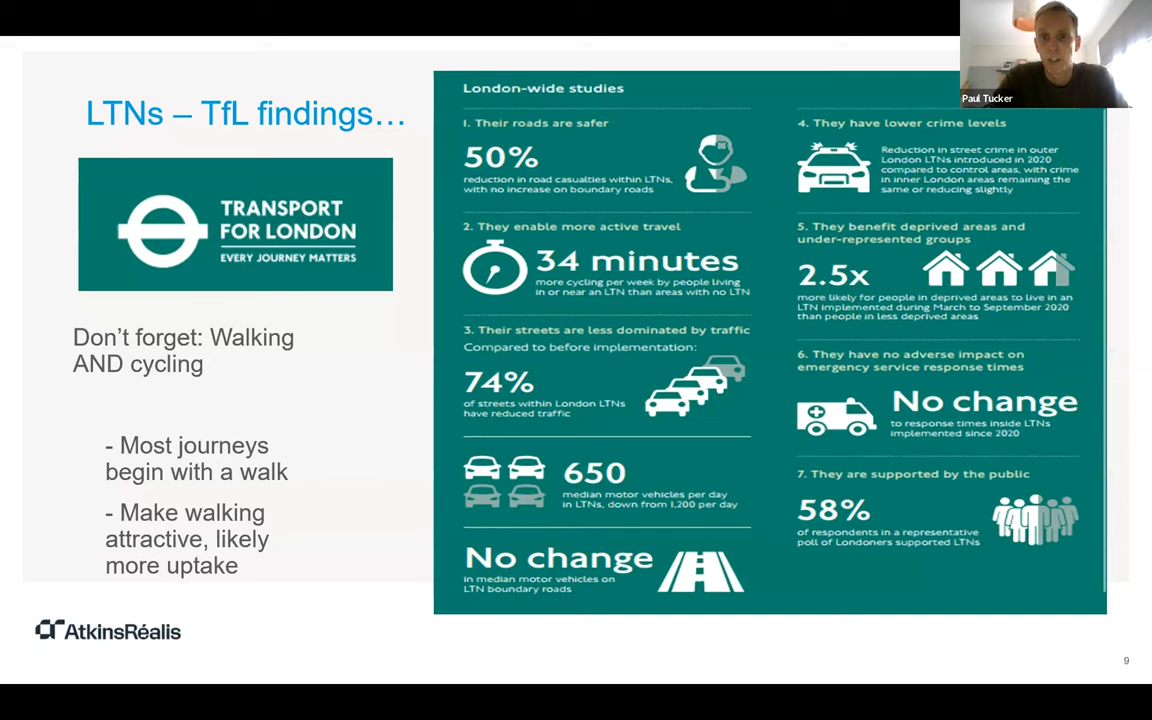 LTNs – TfL findings…
TRANSPORT
FOR LONDON
EVERY JOURNEY MATTERS
Don’t forget: Walking
AND cycling
- Most journeys
begin with a walk
- Make walking
attractive, likely
more uptake
AtkinsRéalis
London-wide studies
1. Their roads are safer
50%
reduction in road casualties within LTNs,
with no increase on boundary roads
2. They enable more active travel
34 minutes
more cycling per week by people living
in or near an LTN than areas with no LTN
3. Their streets are less dominated by traffic
Compared to before implementation:
74%
of streets within London LTNs
have reduced traffic
650
median motor vehicles per day
in LTNs, down from 1,200 per day
No change
in median motor vehicles on
LTN boundary roads
4. They have lower crime levels
Reduction in street crime in outer
London LTNs introduced in 2020
compared to control areas, with crime
in inner London areas remaining the
same or reducing slightly
5. They benefit deprived areas and
under-represented groups
2.5x
more likely for people in deprived areas to live in an
LTN implemented during March to September 2020
than people in less deprived areas
6. They have no adverse impact on
emergency service response times
No change
to response times inside LTNs
implemented since 2020
7. They are supported by the public
58%
of respondents in a representative
poll of Londoners supported LTNs
Paul Tucker
9